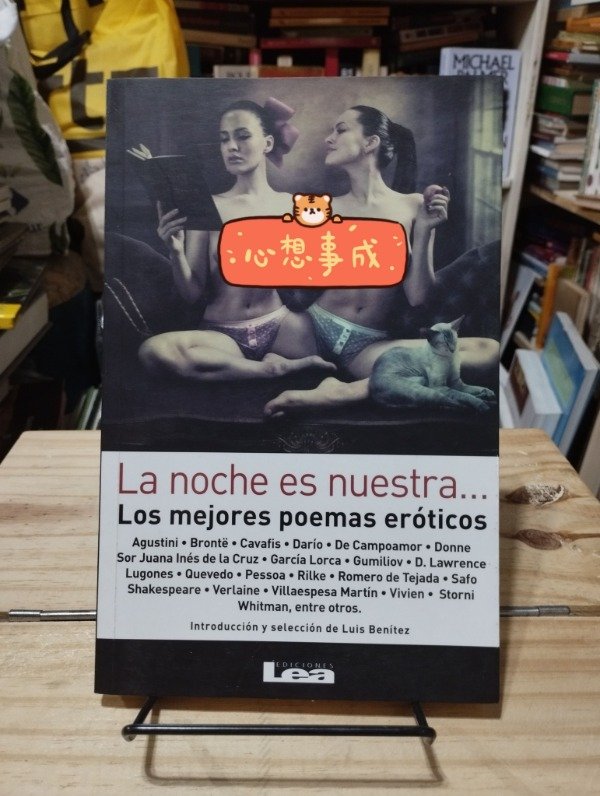 MICHAEL
心想事成
La noche es nuestra...
Los mejores poemas eróticos
Agustini • Brontë • Cavafis • Darío • De Campoamor • Donne
Sor Juana Inés de la Cruz • García Lorca • Gumiliov • D. Lawrence
Lugones • Quevedo • Pessoa • Rilke • Romero de Tejada • Safo
Shakespeare • Verlaine • Villaespesa Martín • Vivien • Storni
Whitman, entre otros.
Introducción y selección de Luis Benítez
EDICIONES
Lea